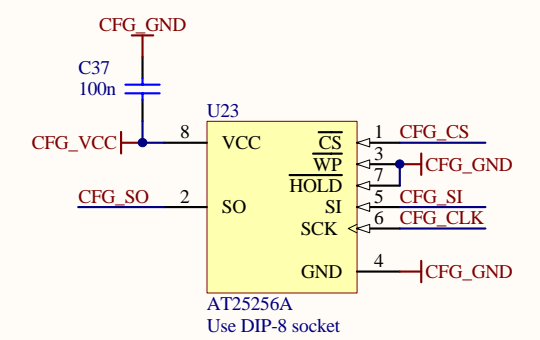 CFG_GND
C37
100n
U23
CFG_VCC 8 VCC CS 1 CFG_CS
WP 3 CFG_GND
HOLD 7
CFG_SO 2 SO SI 5 CFG_SI
SCK 6 CFG_CLK
GND 4 CFG_GND
AT25256A
Use DIP-8 socket